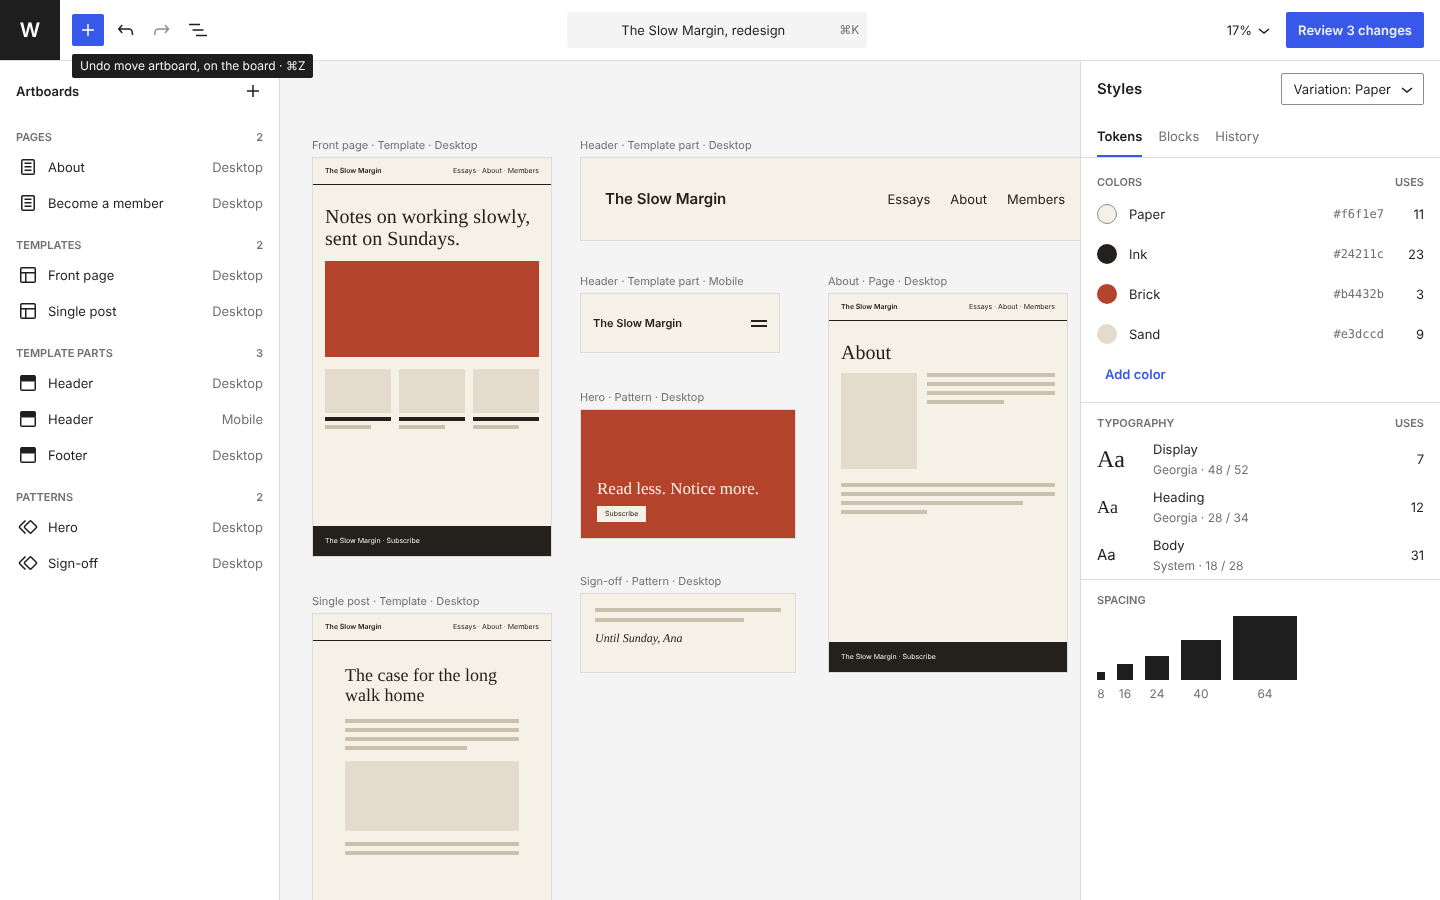 W
The Slow Margin, redesign
⌘K
17%
Review 3 changes
Undo move artboard, on the board · ⌘Z
Artboards
PAGES 2
About Desktop
Become a member Desktop
TEMPLATES 2
Front page Desktop
Single post Desktop
TEMPLATE PARTS 3
Header Desktop
Header Mobile
Footer Desktop
PATTERNS 2
Hero Desktop
Sign-off Desktop
Front page · Template · Desktop
The Slow Margin
Essays · About · Members
Notes on working slowly,
sent on Sundays.
The Slow Margin · Subscribe
Single post · Template · Desktop
The Slow Margin
Essays · About · Members
The case for the long
walk home
Header · Template part · Desktop
The Slow Margin
Essays About Members
Header · Template part · Mobile
The Slow Margin
Hero · Pattern · Desktop
Read less. Notice more.
Subscribe
Sign-off · Pattern · Desktop
Until Sunday, Ana
About · Page · Desktop
The Slow Margin
Essays · About · Members
About
The Slow Margin · Subscribe
Styles
Variation: Paper
Tokens Blocks History
COLORS USES
Paper #f6f1e7 11
Ink #24211c 23
Brick #b4432b 3
Sand #e3dccd 9
Add color
TYPOGRAPHY USES
Aa Display 7
Georgia · 48 / 52
Aa Heading 12
Georgia · 28 / 34
Aa Body 31
System · 18 / 28
SPACING
8 16 24 40 64